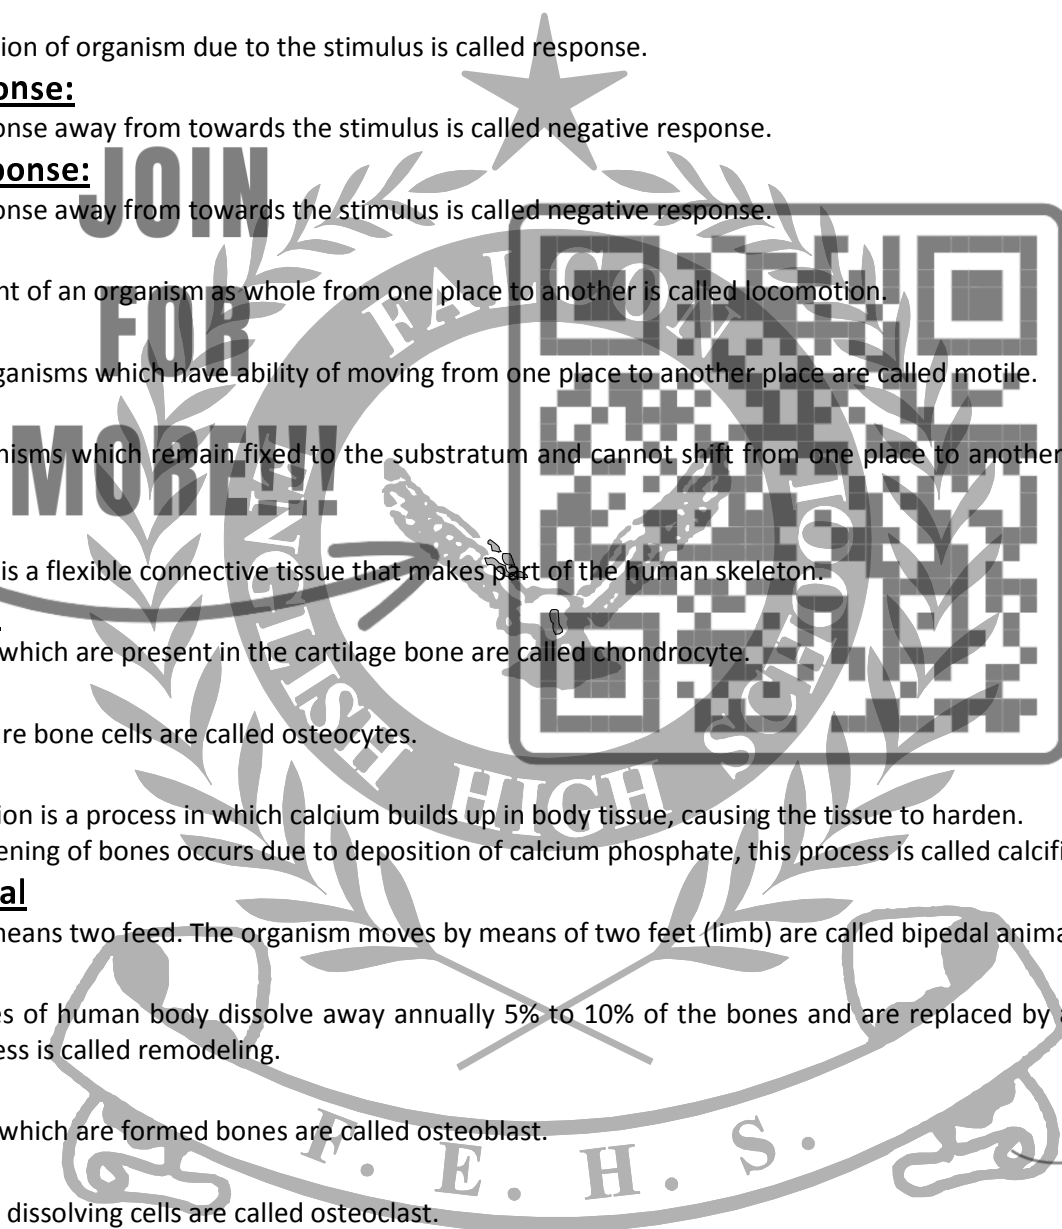 ion of organism due to the stimulus is called response.
onse:
onse away from towards the stimulus is called negative response.
ponse:
onse away from towards the stimulus is called negative response.
nt of an organism as whole from one place to another is called locomotion.
ganisms which have ability of moving from one place to another place are called motile.
nisms which remain fixed to the substratum and cannot shift from one place to another
is a flexible connective tissue that makes part of the human skeleton.
which are present in the cartilage bone are called chondrocyte.
re bone cells are called osteocytes.
ion is a process in which calcium builds up in body tissue, causing the tissue to harden.
ening of bones occurs due to deposition of calcium phosphate, this process is called calcifi
al
means two feed. The organism moves by means of two feet (limb) are called bipedal anima
es of human body dissolve away annually 5% to 10% of the bones and are replaced by a
ess is called remodeling.
which are formed bones are called osteoblast.
dissolving cells are called osteoclast.
JOIN
FOR
MORE!!!
FALCON
ENGLISH HIGH SCHOOL
F. E. H. S.